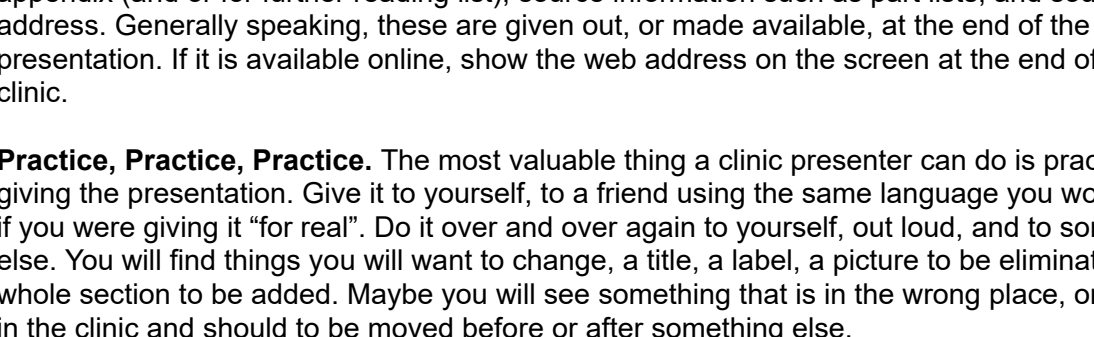 appendix (and or for further reading list), source information such as part lists, and
address. Generally speaking, these are given out, or made available, at the end of the
presentation. If it is available online, show the web address on the screen at the end of
clinic.
Practice, Practice, Practice. The most valuable thing a clinic presenter can do is
giving the presentation. Give it to yourself, to a friend using the same language you
if you were giving it “for real”. Do it over and over again to yourself, out loud, and to
else. You will find things you will want to change, a title, a label, a picture to be
whole section to be added. Maybe you will see something that is in the wrong place,
in the clinic and should to be moved before or after something else.